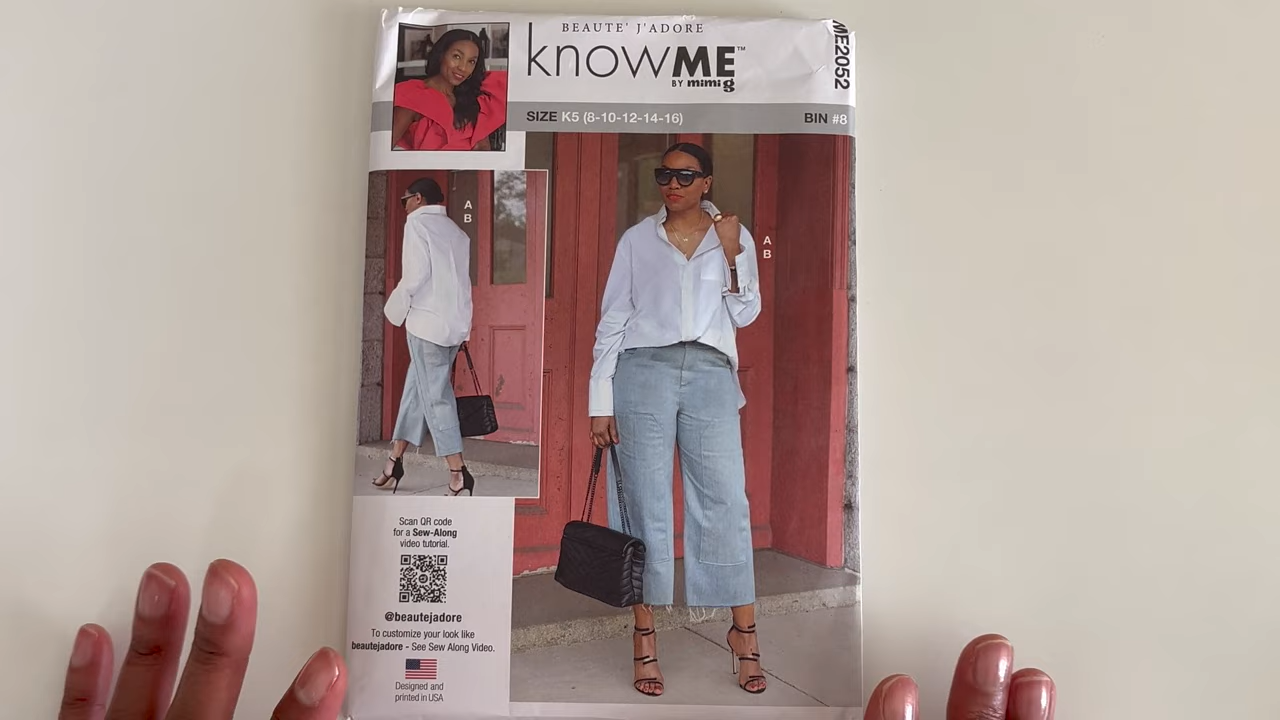 BEAUTE' J'ADORE
knowME™
BY mimi g
ME2052
SIZE K5 (8-10-12-14-16)
BIN #8
A
B
A
B
Scan QR code
for a Sew-Along
video tutorial.
@beautejadore
To customize your look like
beautejadore - See Sew Along Video.
Designed and
printed in USA